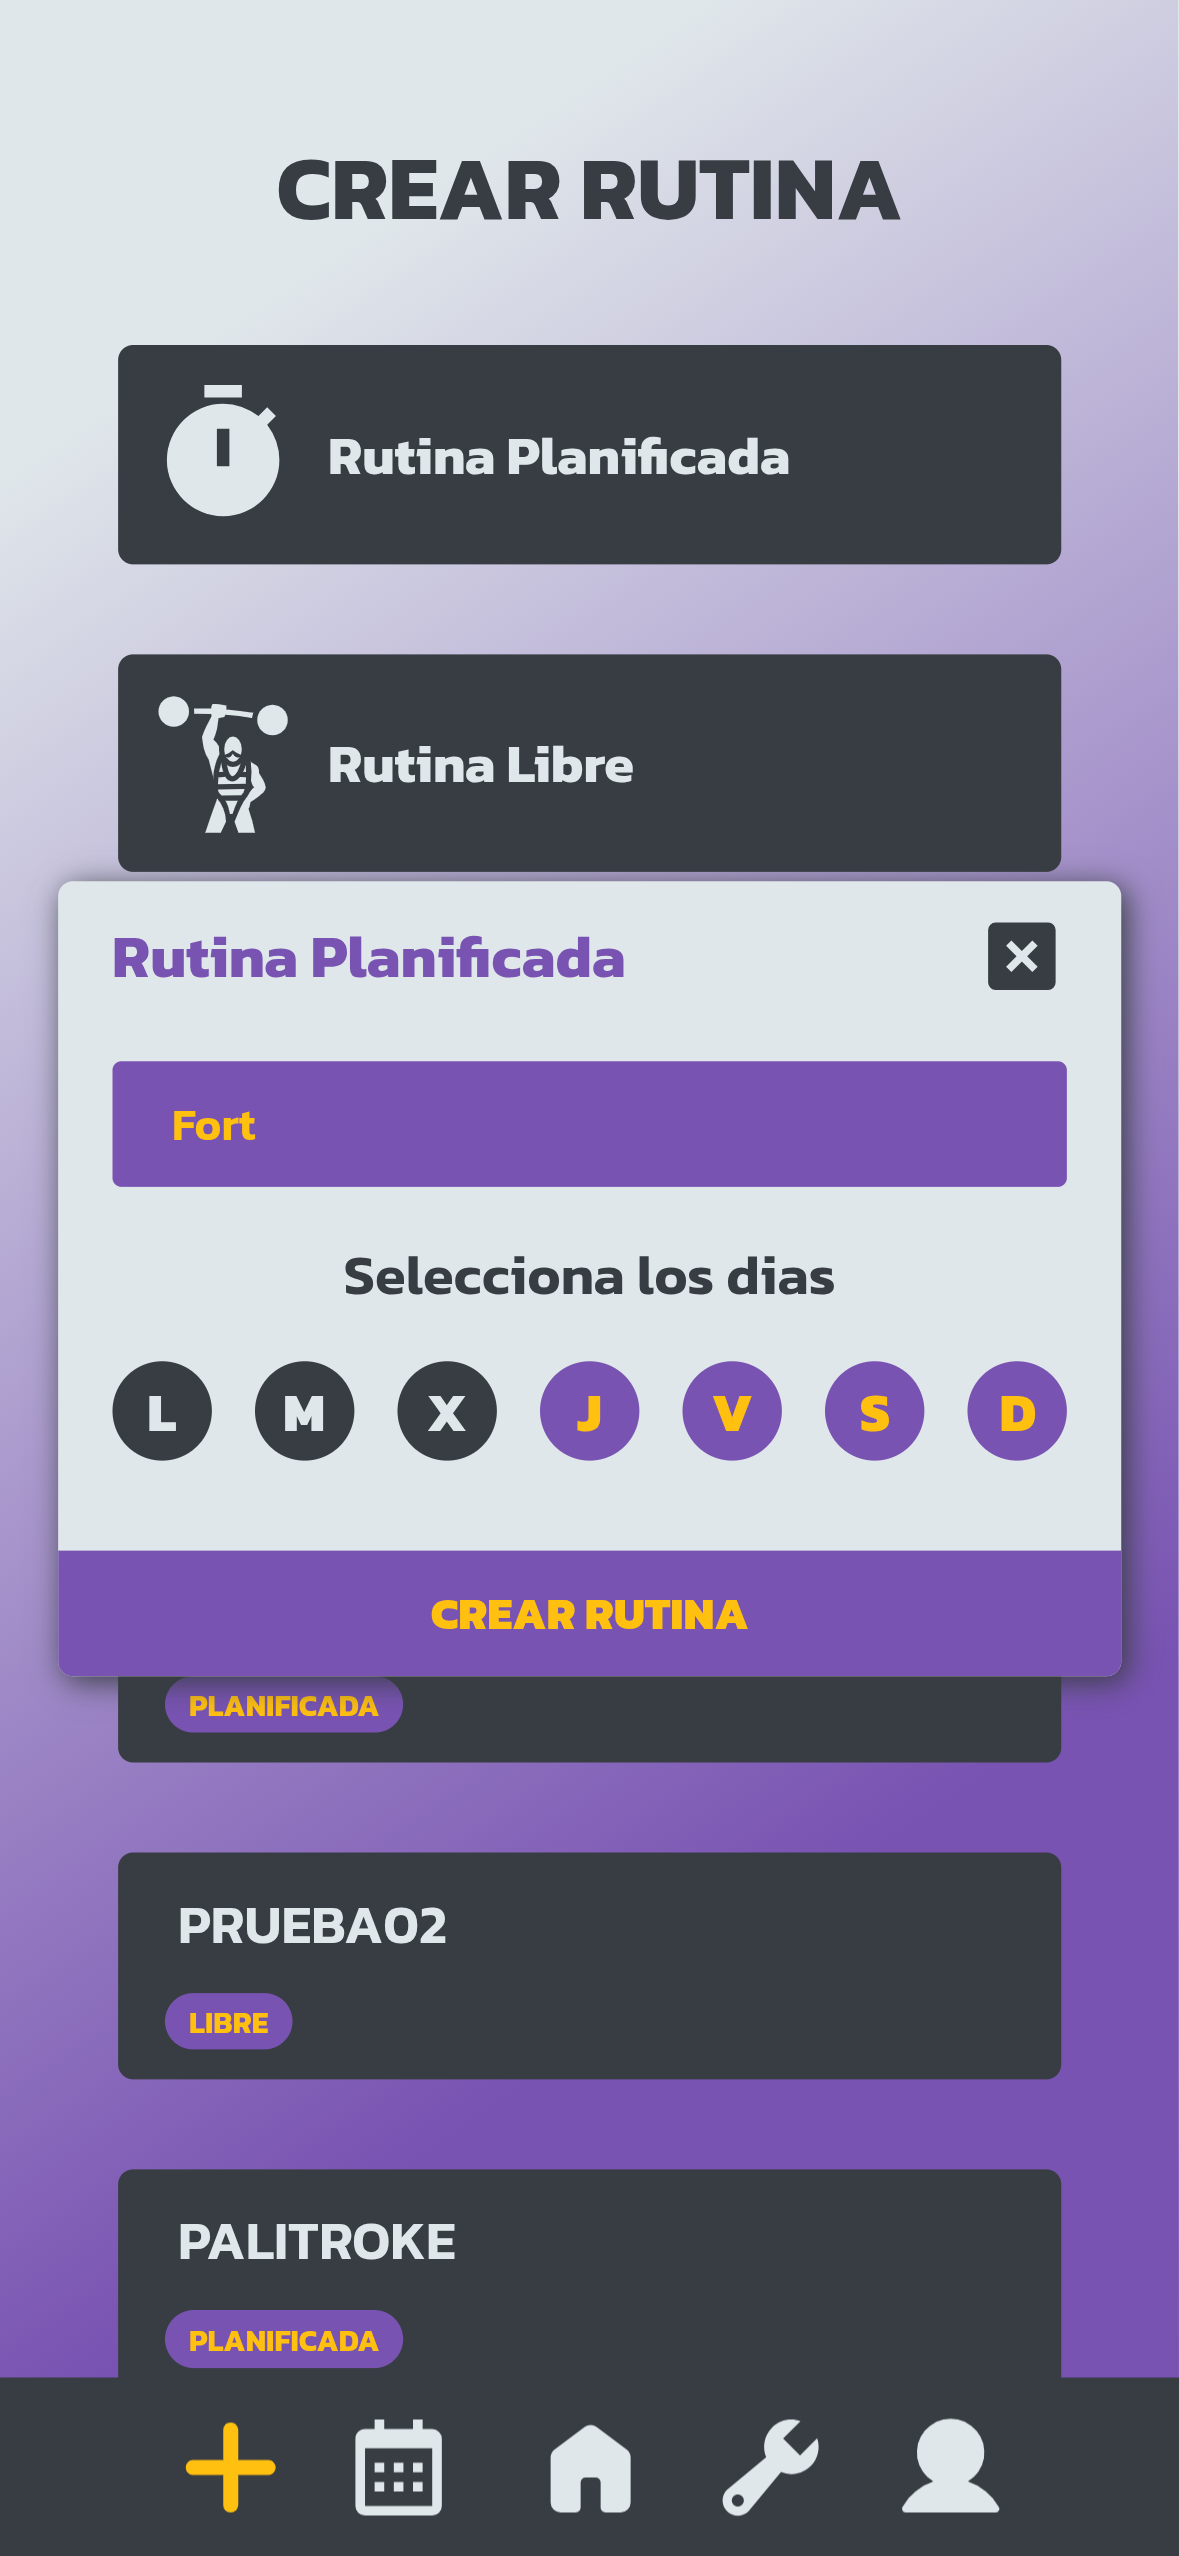 CREAR RUTINA
Rutina Planificada
Rutina Libre
Rutina Planificada
Fort
Selecciona los dias
L M X J V S D
CREAR RUTINA
PLANIFICADA
PRUEBA02
LIBRE
PALITROKE
PLANIFICADA